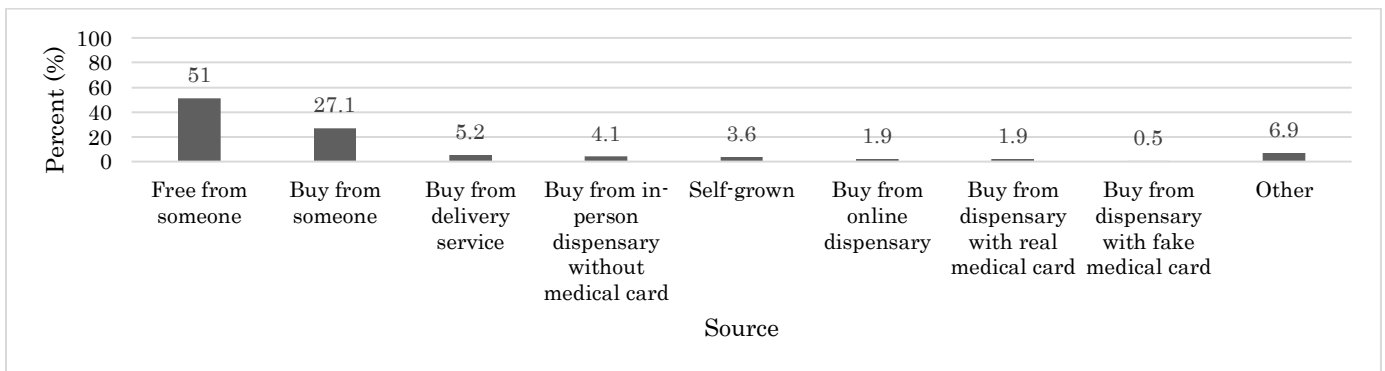 Percent (%)
100
80
60
40
20
0
51
27.1
5.2
4.1
3.6
1.9
1.9
0.5
6.9
Free from
someone
Buy from
someone
Buy from
delivery
service
Buy from in-
person
dispensary
without
medical card
Self-grown
Buy from
online
dispensary
Buy from
dispensary
with real
medical card
Buy from
dispensary
with fake
medical card
Other
Source